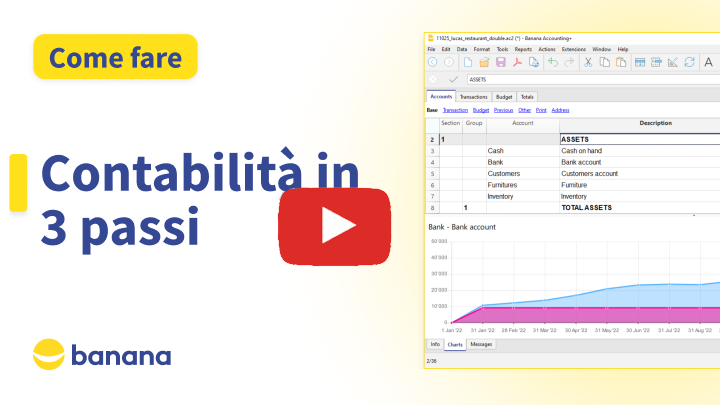 Come fare
Contabilità in
3 passi
banana
11025_lucas_restaurant_double.ac2 (*) - Banana Accounting+
File Edit Data Format Tools Reports Actions Extensions Window Help
ASSETS
Accounts Transactions Budget Totals
Base Transaction Budget Previous Other Print Address
Section Group Account Description
2 1 ASSETS
3 Cash Cash on hand
4 Bank Bank account
5 Customers Customers account
6 Furnitures Furniture
7 Inventory Inventory
8 1 TOTAL ASSETS
Bank - Bank account
50'000
40'000
30'000
20'000
10'000
0
1 Jan '22 31 Jan '22 28 Feb '22 31 Mar '22 30 Apr '22 31 May '22 30 Jun '22 31 Jul '22 31 Aug '22
Info Charts Messages
2/36